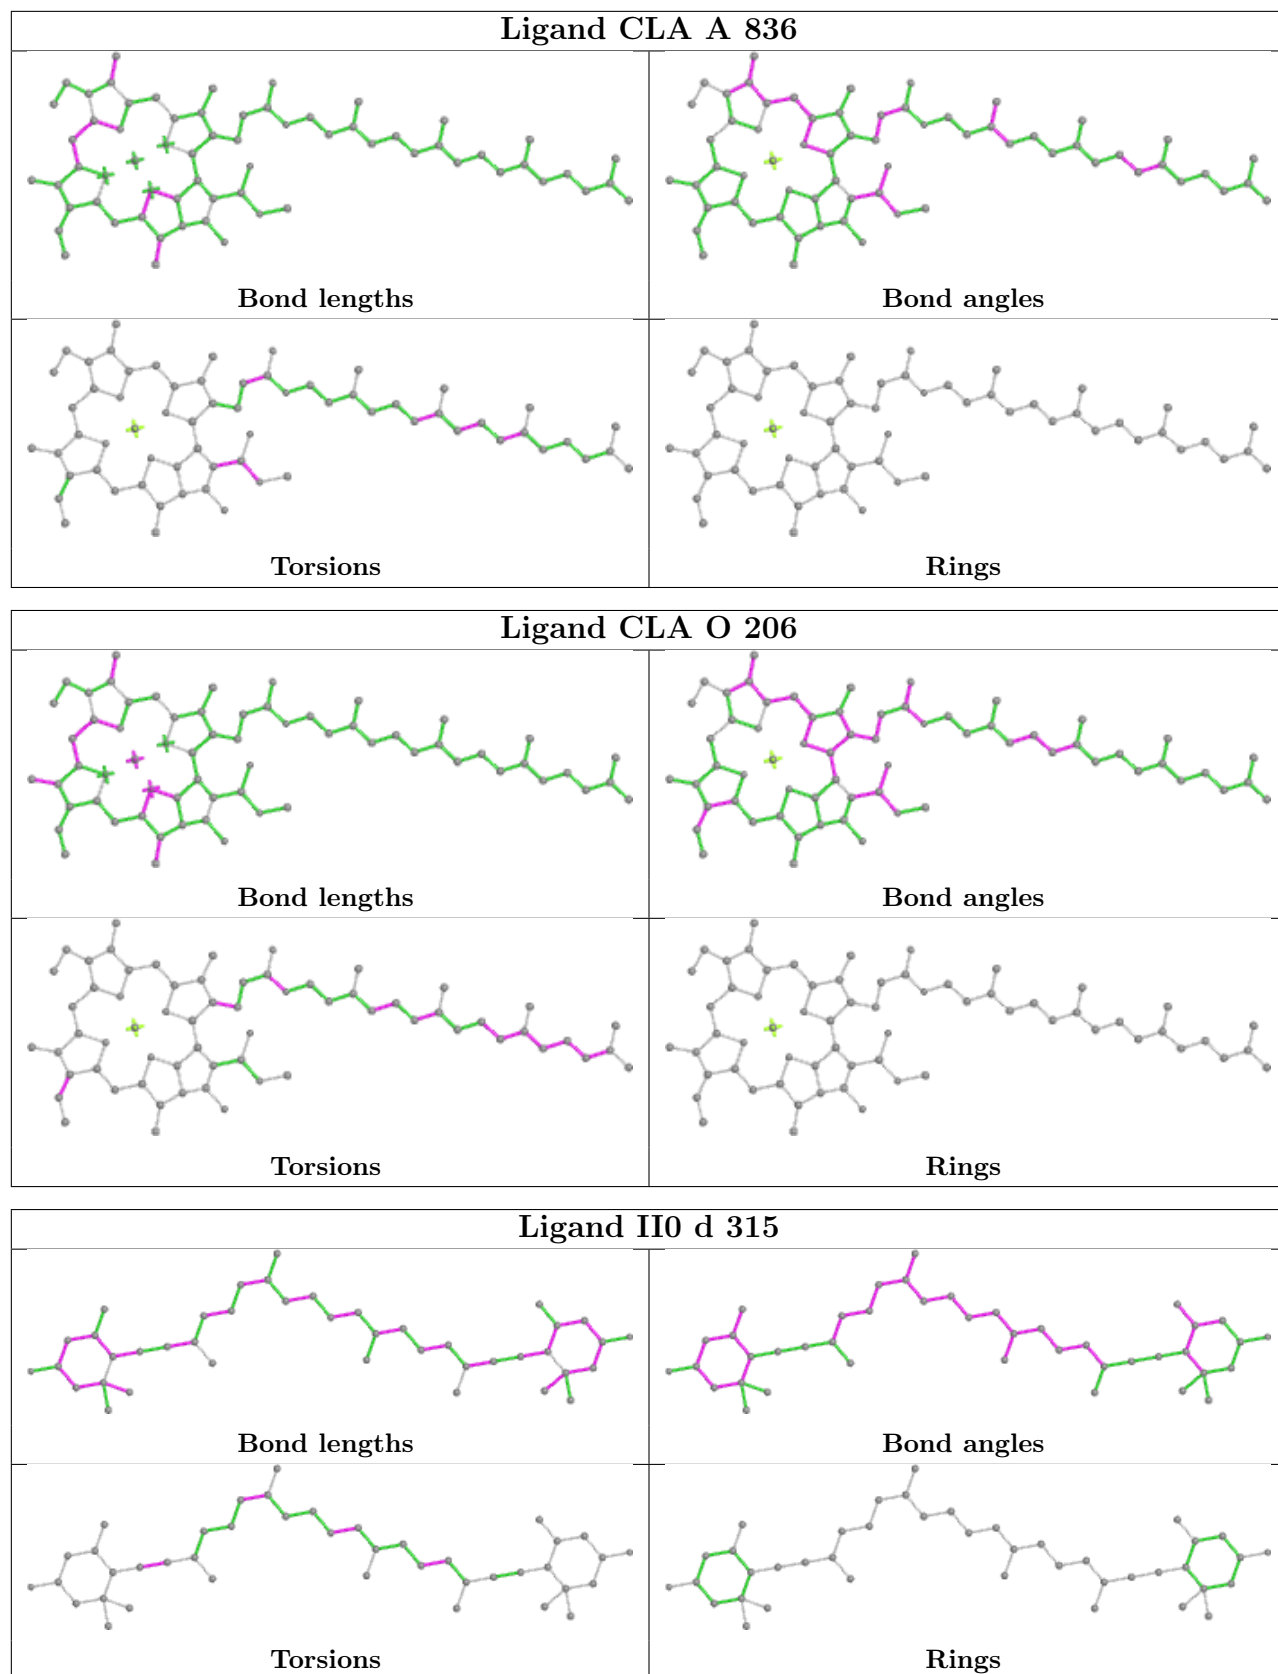 Ligand CLA A 836
Bond lengths
Bond angles
Torsions
Rings
Ligand CLA O 206
Bond lengths
Bond angles
Torsions
Rings
Ligand II0 d 315
Bond lengths
Bond angles
Torsions
Rings